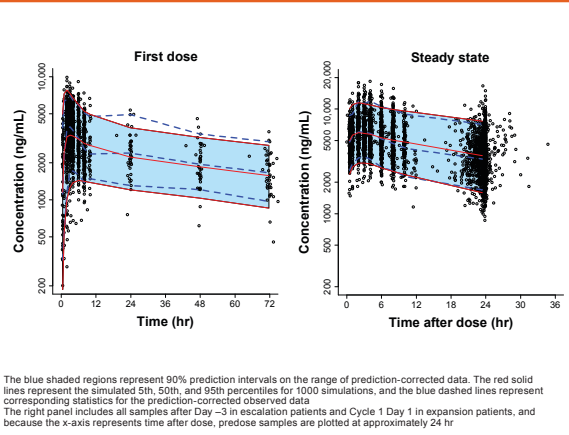 First dose
Steady state
Concentration (ng/mL)
10,000
5000
2000
1000
500
200
0 12 24 36 48 60 72
Time (hr)
Concentration (ng/mL)
20,000
10,000
5000
2000
1000
500
200
0 6 12 18 24 30 36
Time after dose (hr)
The blue shaded regions represent 90% prediction intervals on the range of prediction-corrected data. The red solid
lines represent the simulated 5th, 50th, and 95th percentiles for 1000 simulations, and the blue dashed lines represent
corresponding statistics for the prediction-corrected observed data
The right panel includes all samples after Day –3 in escalation patients and Cycle 1 Day 1 in expansion patients, and
because the x-axis represents time after dose, predose samples are plotted at approximately 24 hr